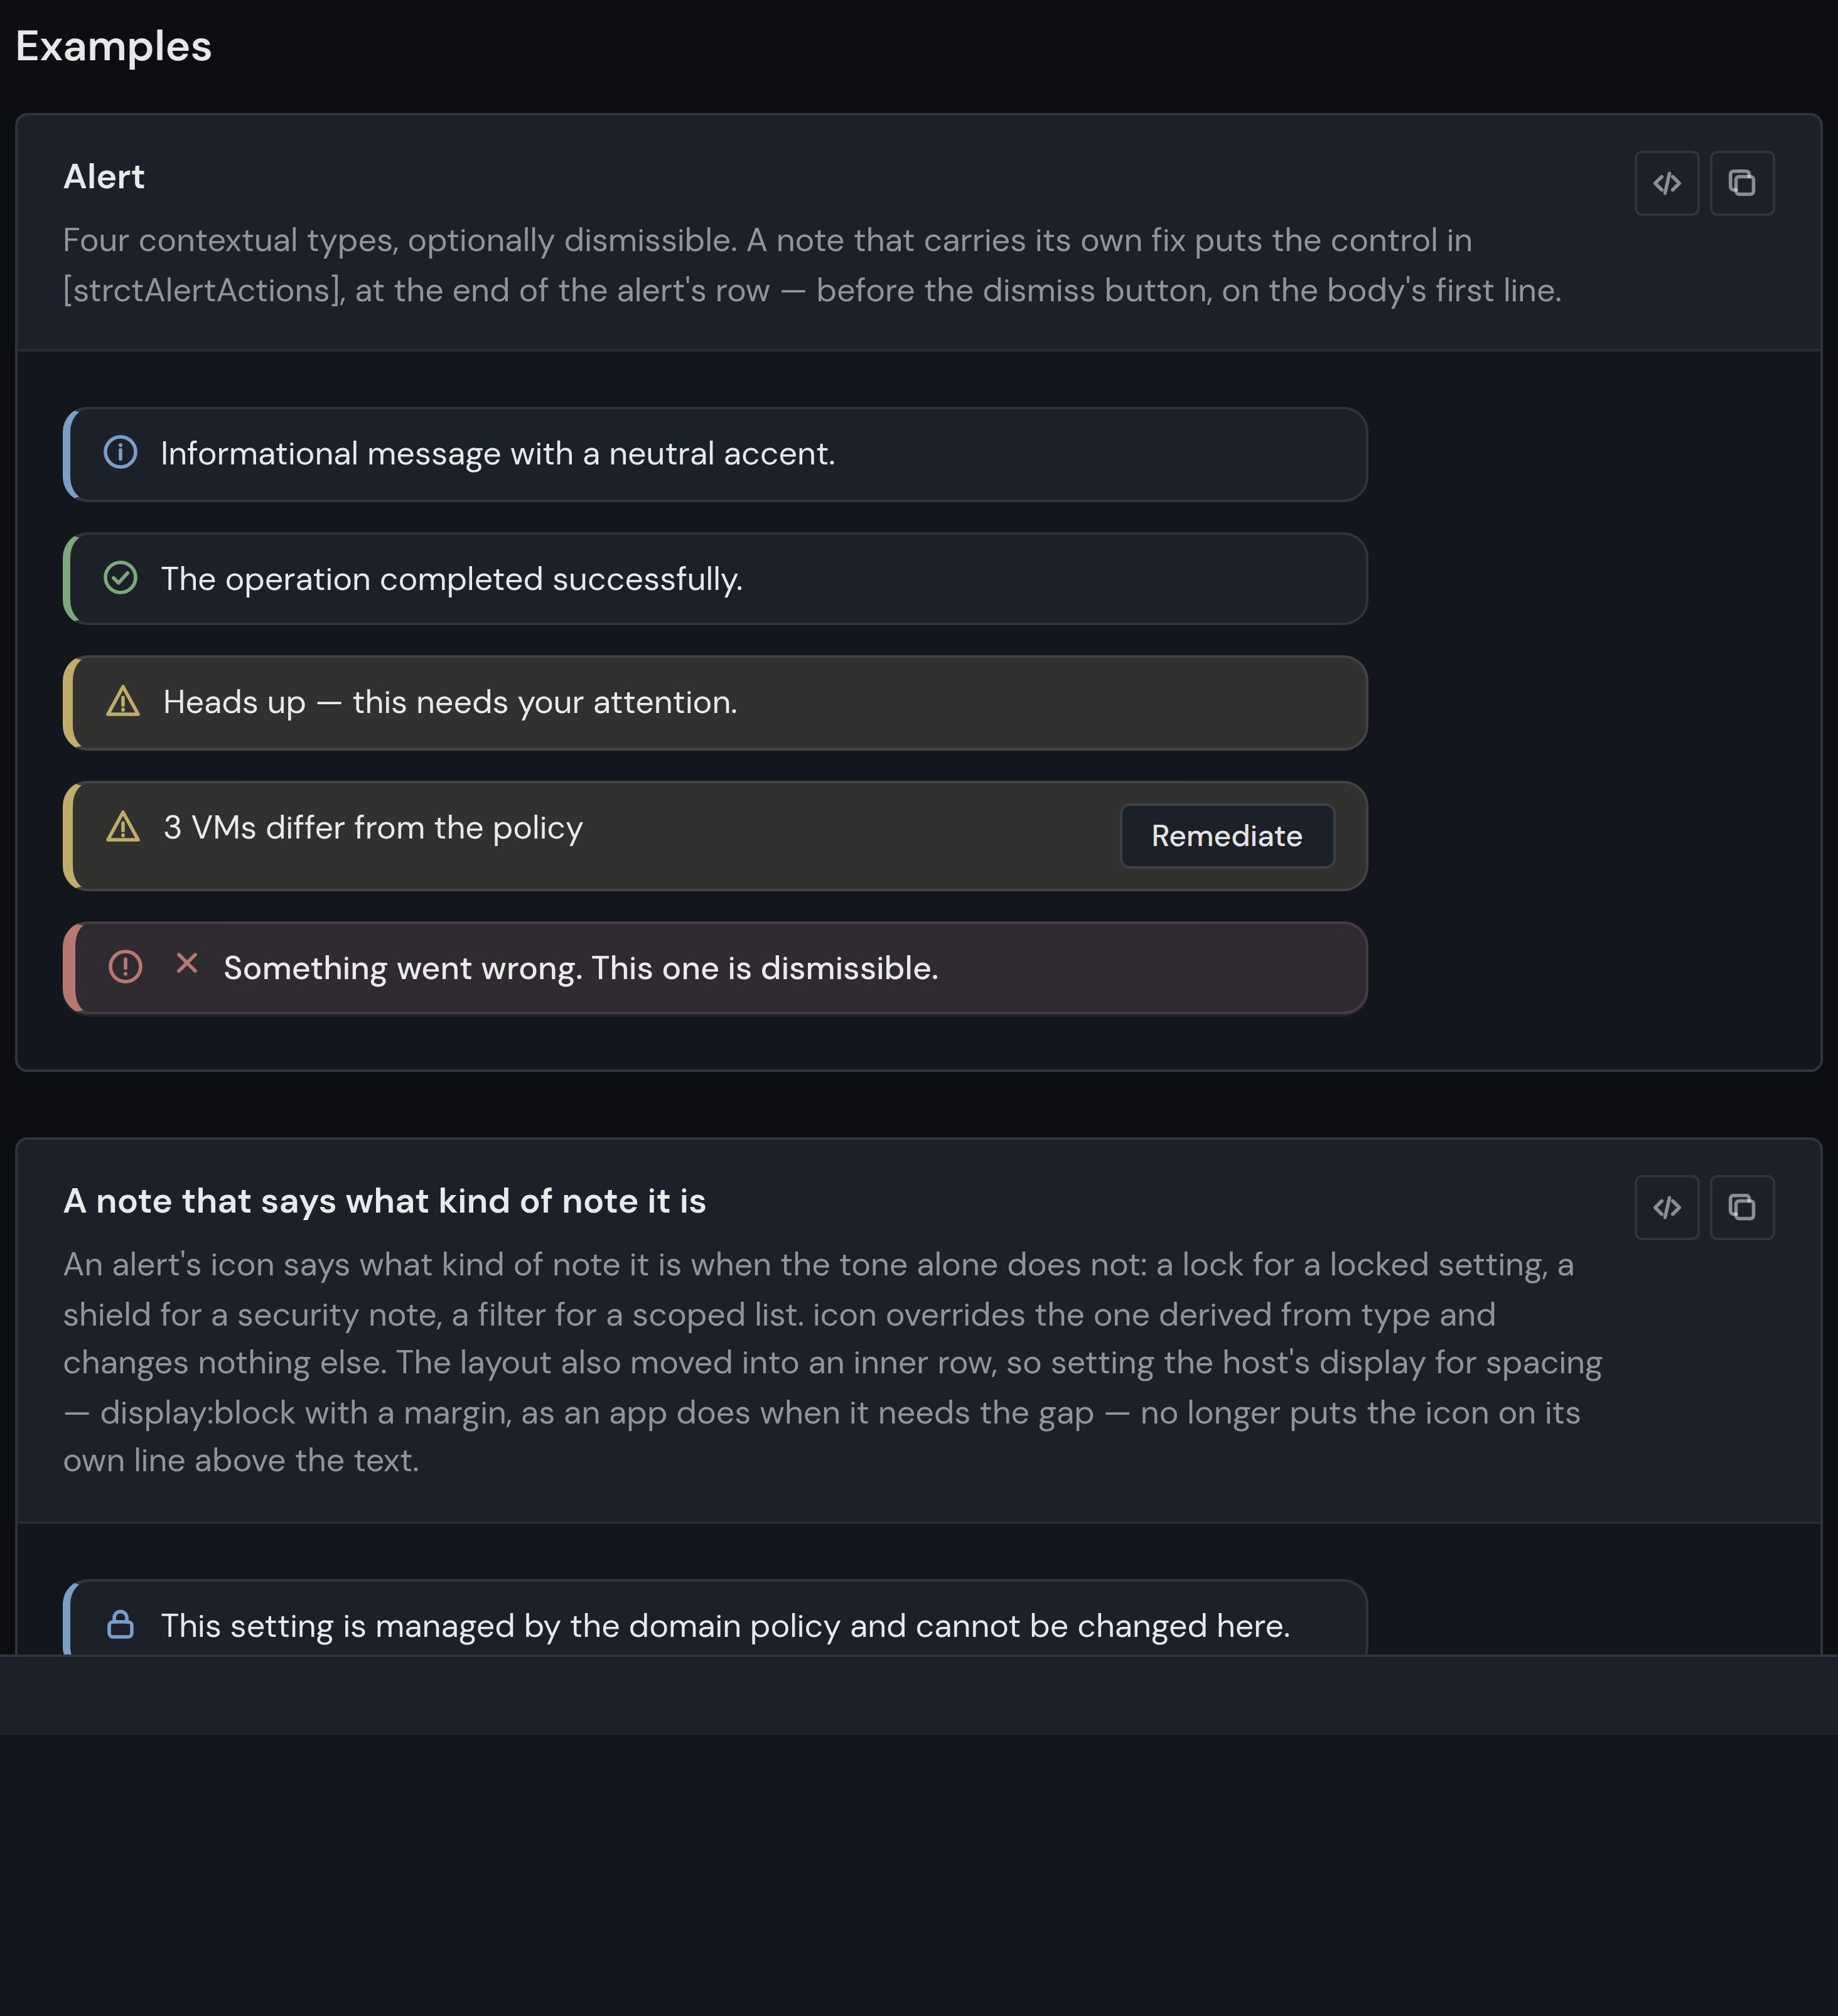 Examples
Alert
Four contextual types, optionally dismissible. A note that carries its own fix puts the control in
[strctAlertActions], at the end of the alert's row — before the dismiss button, on the body's first line.
Informational message with a neutral accent.
The operation completed successfully.
Heads up — this needs your attention.
3 VMs differ from the policy
Remediate
Something went wrong. This one is dismissible.
A note that says what kind of note it is
An alert's icon says what kind of note it is when the tone alone does not: a lock for a locked setting, a
shield for a security note, a filter for a scoped list. icon overrides the one derived from type and
changes nothing else. The layout also moved into an inner row, so setting the host's display for spacing
— display:block with a margin, as an app does when it needs the gap — no longer puts the icon on its
own line above the text.
This setting is managed by the domain policy and cannot be changed here.